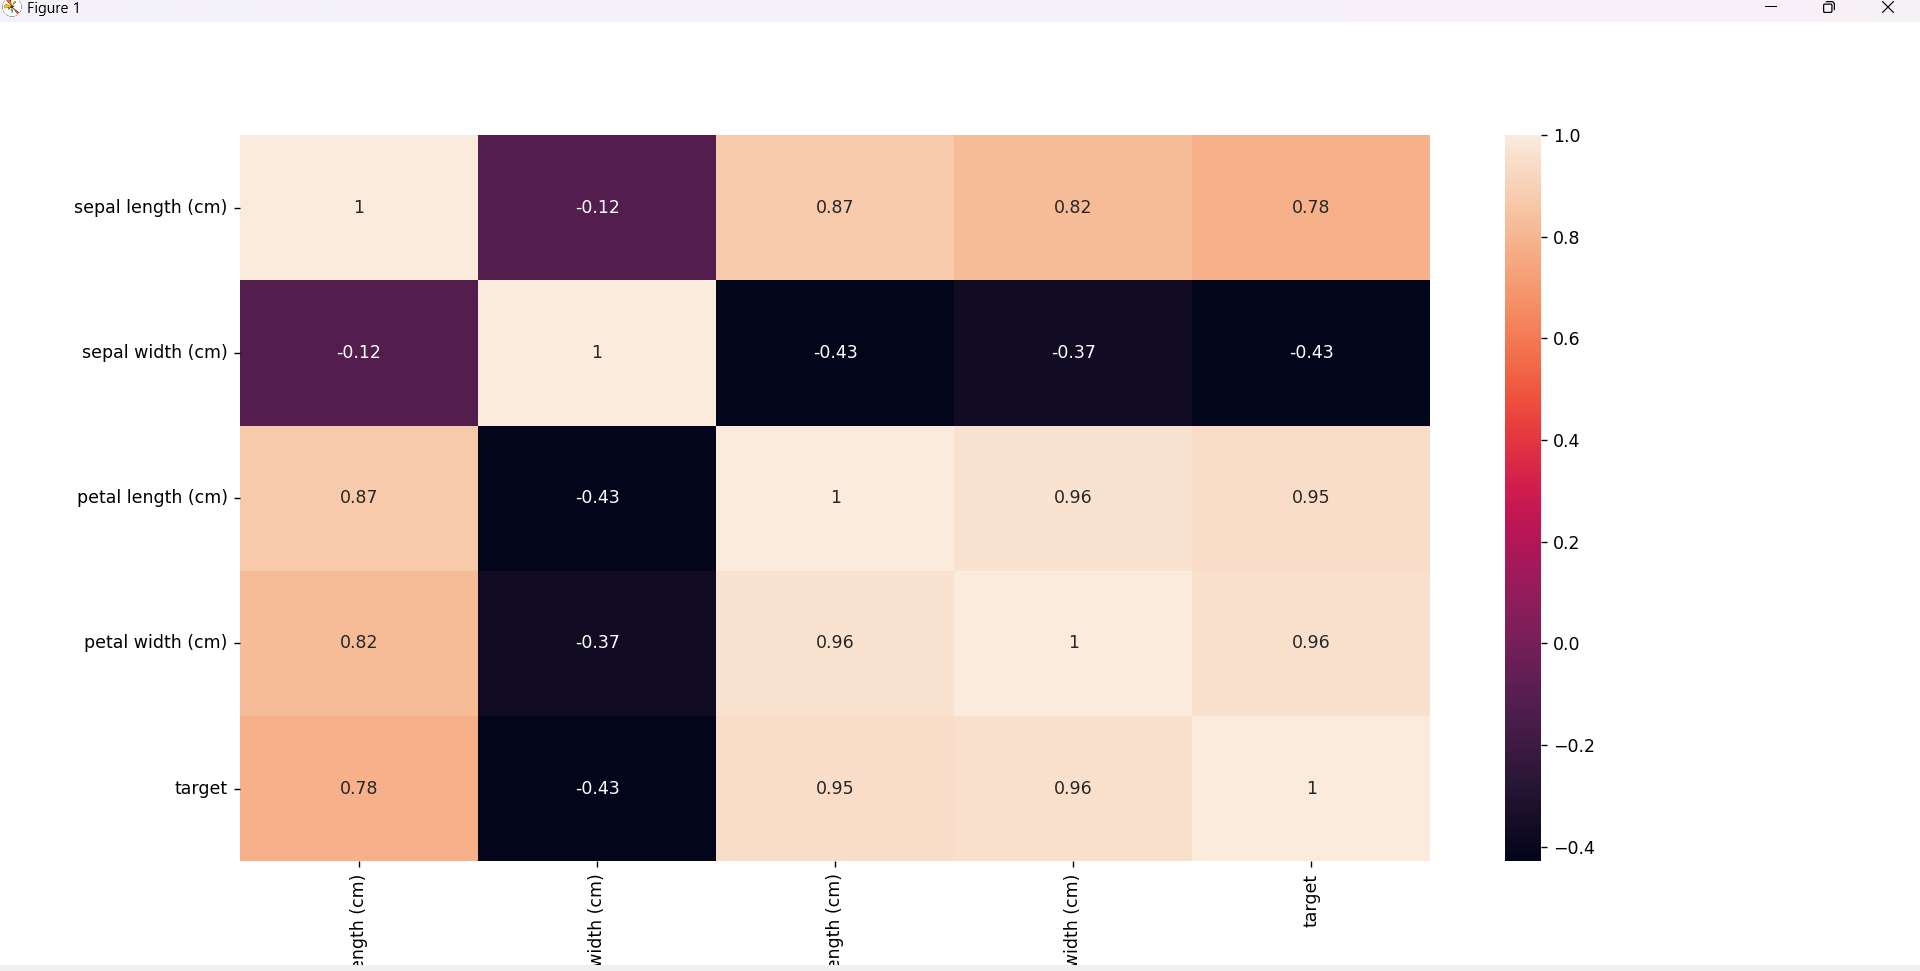 Figure 1
1.0
sepal length (cm) 1 -0.12 0.87 0.82 0.78
0.8
0.6
sepal width (cm) -0.12 1 -0.43 -0.37 -0.43
0.4
petal length (cm) 0.87 -0.43 1 0.96 0.95
0.2
petal width (cm) 0.82 -0.37 0.96 1 0.96
0.0
−0.2
target 0.78 -0.43 0.95 0.96 1
−0.4
ength (cm)
width (cm)
ength (cm)
width (cm)
target